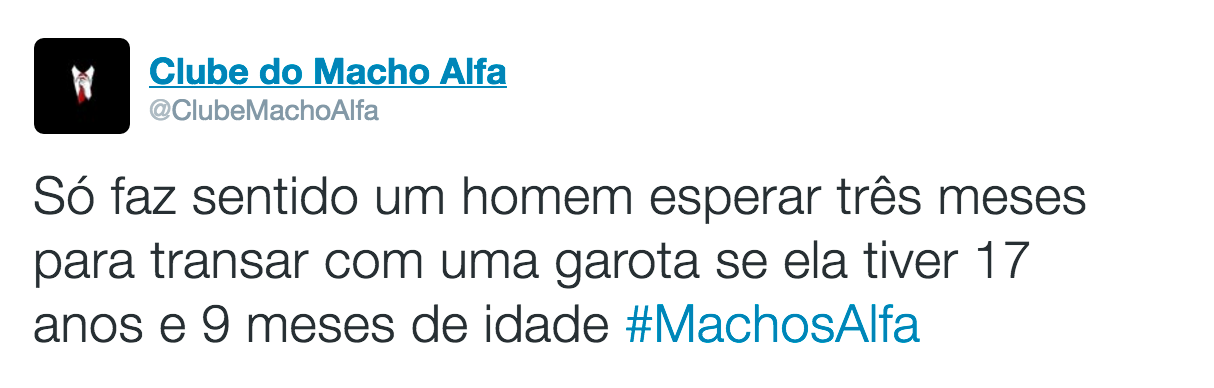 Clube do Macho Alfa
@ClubeMachoAlfa
Só faz sentido um homem esperar três meses
para transar com uma garota se ela tiver 17
anos e 9 meses de idade #MachosAlfa